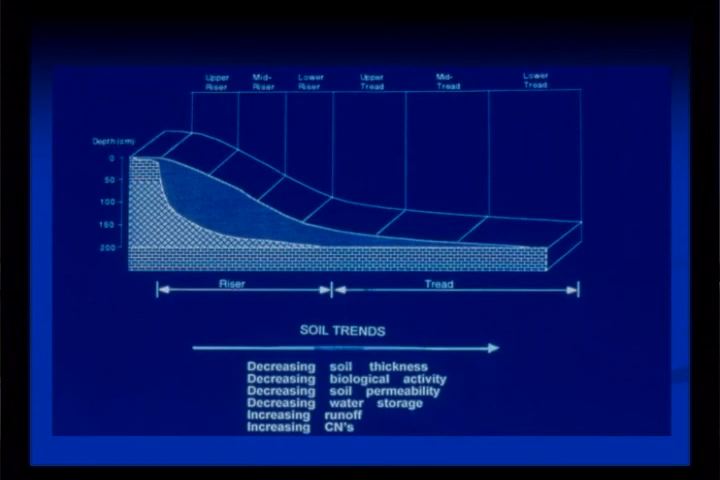 Upper Riser
Mid- Riser
Lower Riser
Upper Tread
Mid- Tread
Lower Tread
Depth (cm)
0
50
100
150
200
Riser
Tread
SOIL TRENDS
Decreasing soil thickness
Decreasing biological activity
Decreasing soil permeability
Decreasing water storage
Increasing runoff
Increasing CN's